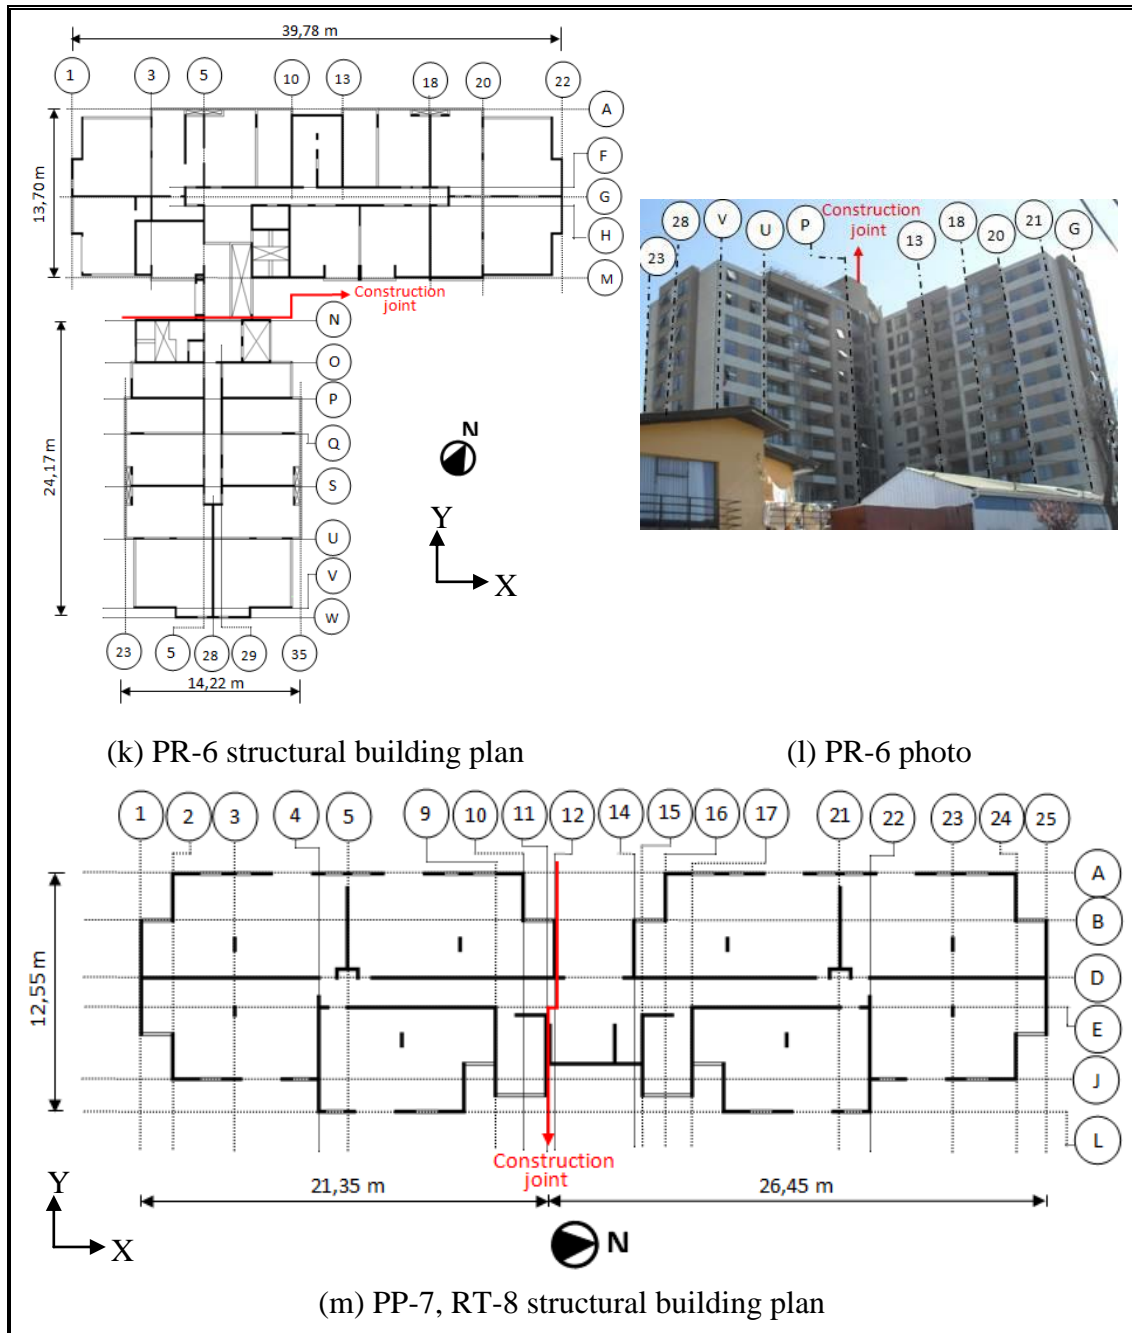 39,78 m
1 3 5 10 13 18 20 22
A
F
G
H
M
13,70 m
Construction
joint
N
O
P
Q
S
U
V
W
24,17 m
N
Y
X
23 5 28 29 35
14,22 m
23 28 V U P
Construction
joint
13 18 20 21 G
(k) PR-6 structural building plan
(l) PR-6 photo
1 2 3 4 5 9 10 11 12 14 15 16 17 21 22 23 24 25
A
B
D
E
J
L
12,55 m
Construction
joint
21,35 m
26,45 m
Y
X
N
(m) PP-7, RT-8 structural building plan